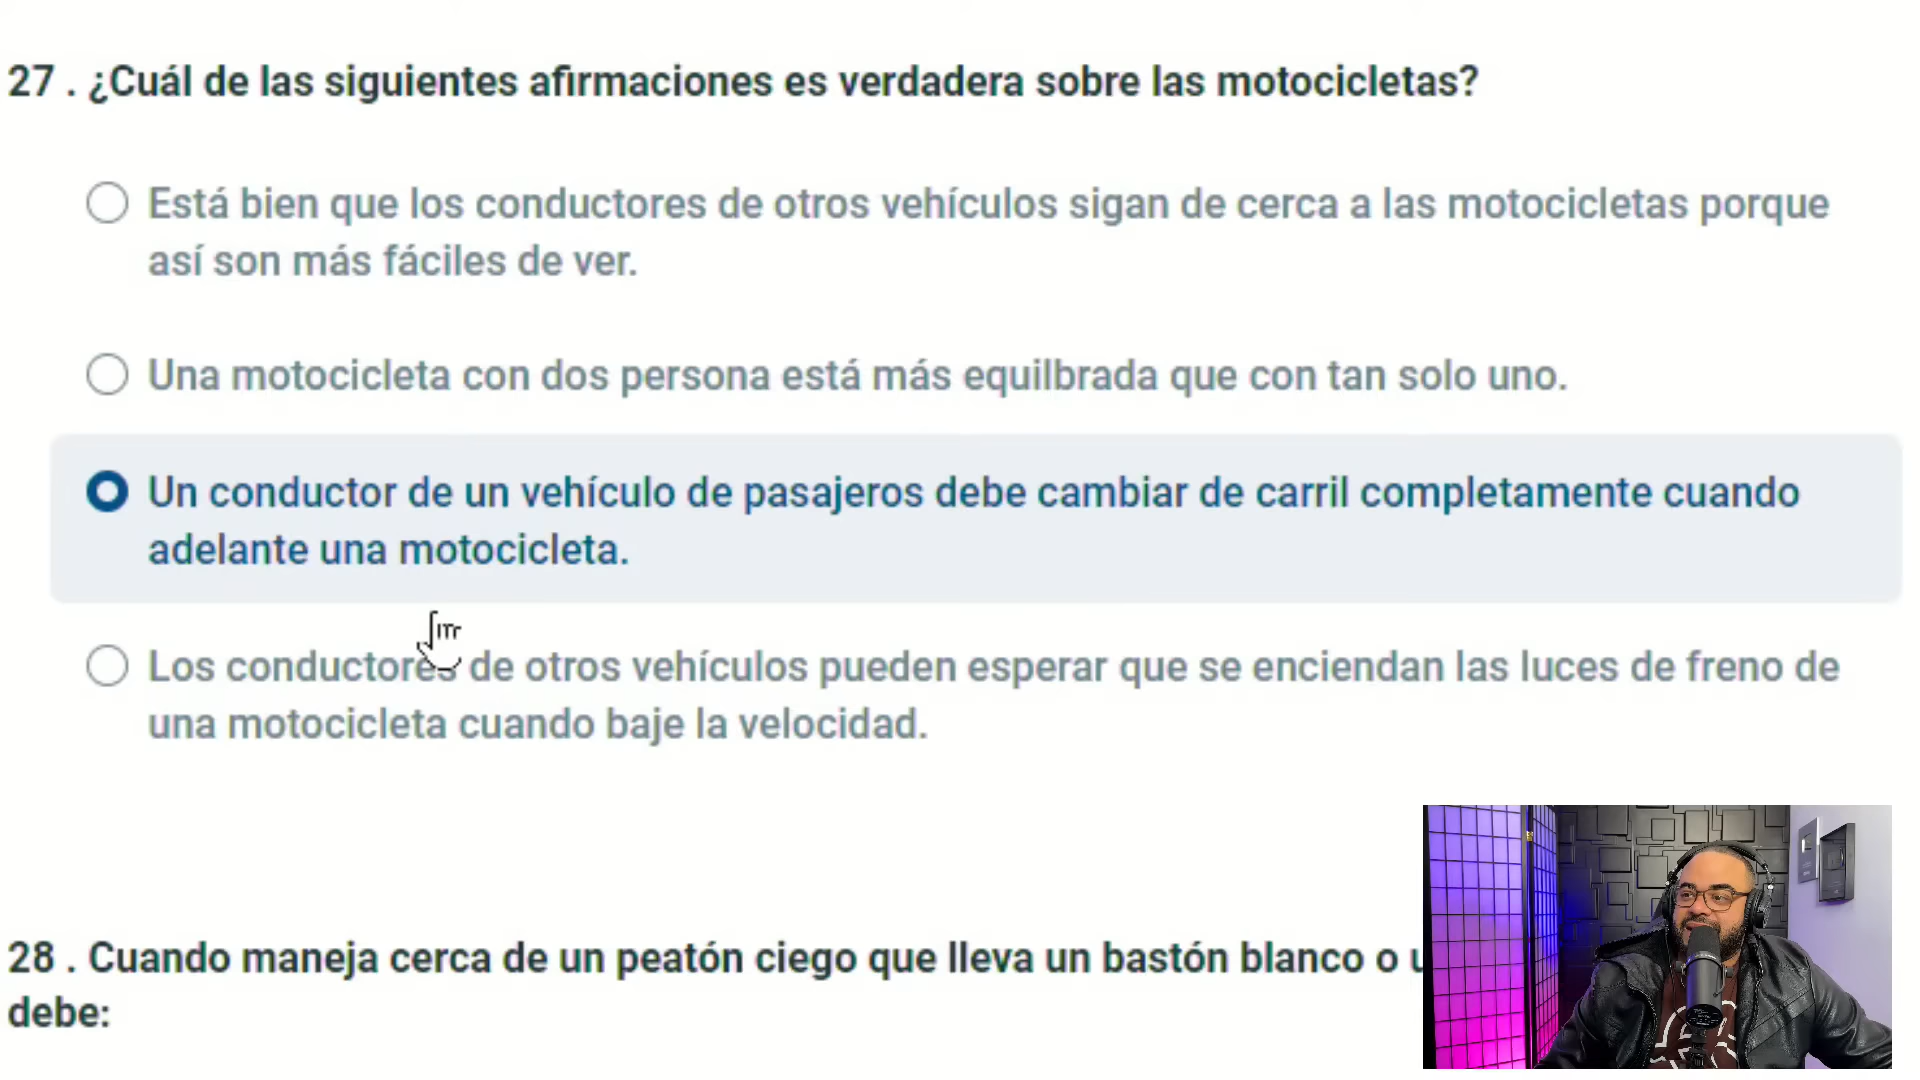 27 . ¿Cuál de las siguientes afirmaciones es verdadera sobre las motocicletas?
Está bien que los conductores de otros vehículos sigan de cerca a las motocicletas porque
así son más fáciles de ver.
Una motocicleta con dos persona está más equilbrada que con tan solo uno.
Un conductor de un vehículo de pasajeros debe cambiar de carril completamente cuando
adelante una motocicleta.
Los conductores de otros vehículos pueden esperar que se enciendan las luces de freno de
una motocicleta cuando baje la velocidad.
28 . Cuando maneja cerca de un peatón ciego que lleva un bastón blanco o
debe: